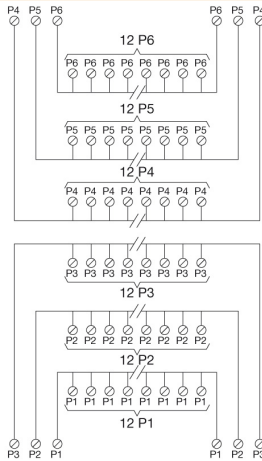 P4 P5 P6 P6 P5 P4
12 P6
P6 P6 P6 P6 P6 P6 P6 P6
12 P5
P5 P5 P5 P5 P5 P5 P5 P5
12 P4
P4 P4 P4 P4 P4 P4 P4 P4
P3 P3 P3 P3 P3 P3 P3 P3
12 P3
P2 P2 P2 P2 P2 P2 P2 P2
12 P2
P1 P1 P1 P1 P1 P1 P1 P1
12 P1
P3 P2 P1 P1 P2 P3